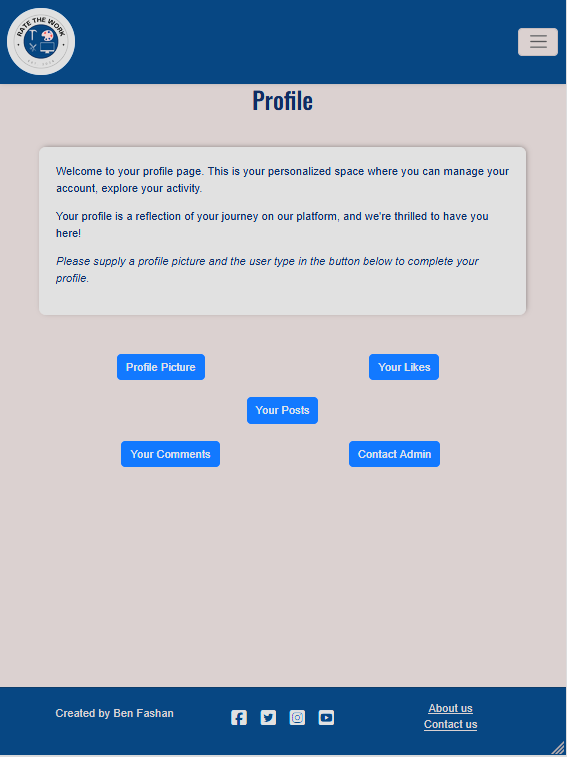 RATE THE WORK
Profile
Welcome to your profile page. This is your personalized space where you can manage your
account, explore your activity.
Your profile is a reflection of your journey on our platform, and we're thrilled to have you
here!
Please supply a profile picture and the user type in the button below to complete your
profile.
Profile Picture
Your Likes
Your Posts
Your Comments
Contact Admin
Created by Ben Fashan
About us
Contact us